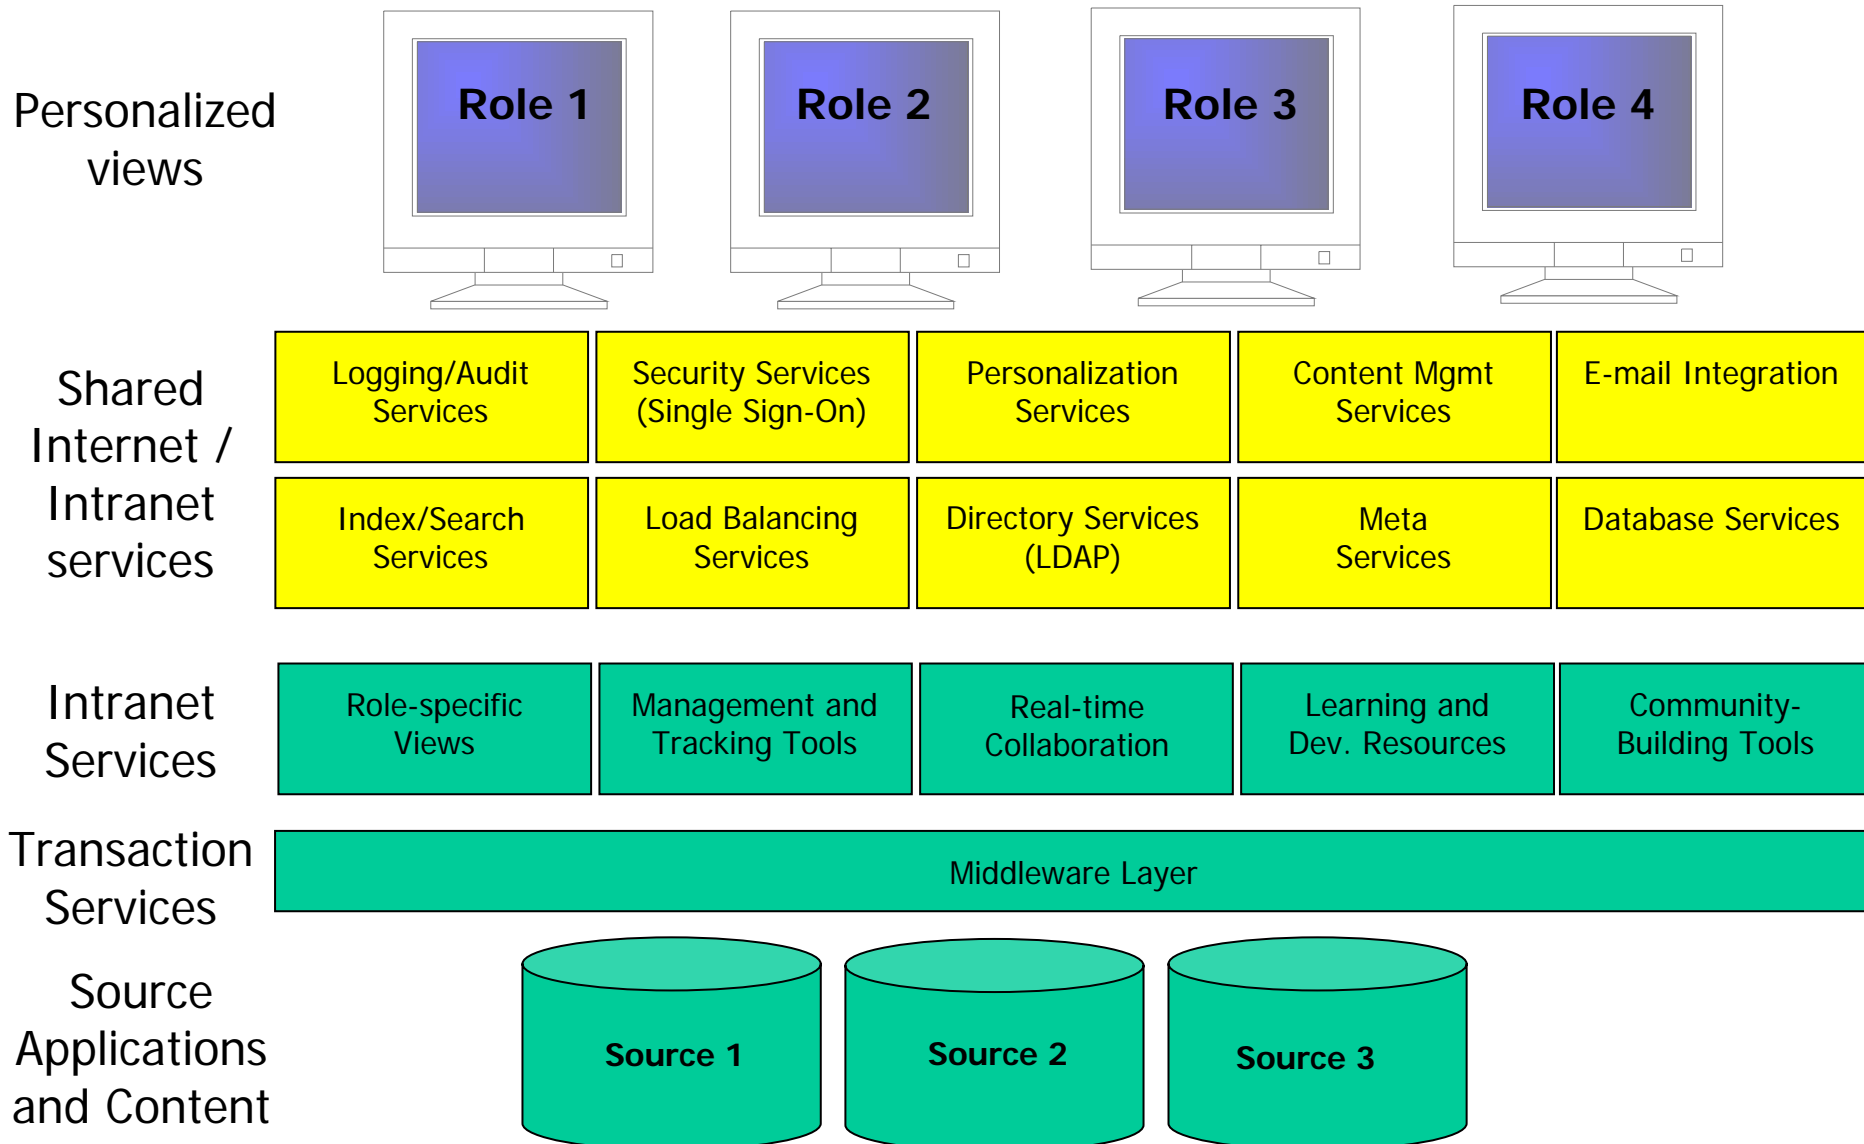 Personalized
views
Role 1
Role 2
Role 3
Role 4
Shared
Internet /
Intranet
services
Logging/Audit
Services
Security Services
(Single Sign-On)
Personalization
Services
Content Mgmt
Services
E-mail Integration
Index/Search
Services
Load Balancing
Services
Directory Services
(LDAP)
Meta
Services
Database Services
Intranet
Services
Role-specific
Views
Management and
Tracking Tools
Real-time
Collaboration
Learning and
Dev. Resources
Community-
Building Tools
Transaction
Services
Middleware Layer
Source
Applications
and Content
Source 1
Source 2
Source 3